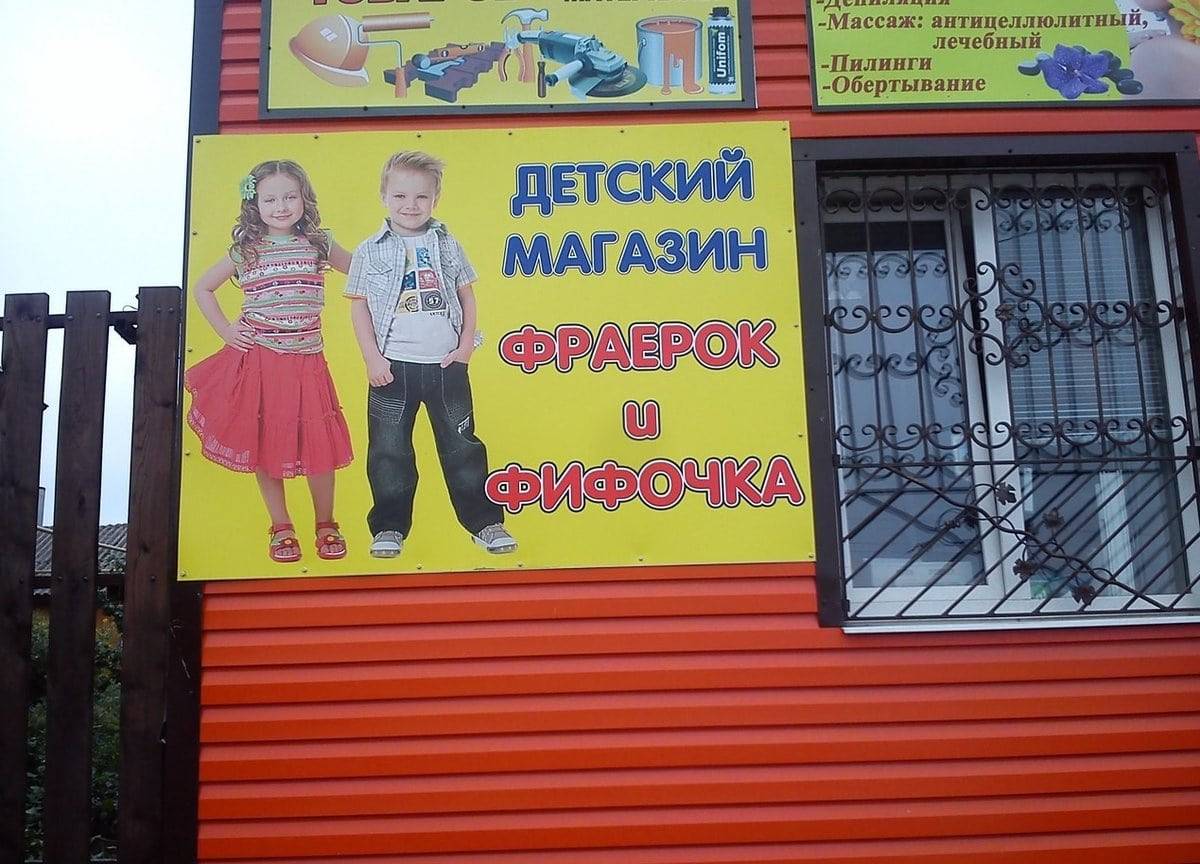 Unifom
-Депиляция
-Массаж: антицеллюлитный,
лечебный
-Пилинги
-Обертывание
ДЕТСКИЙ
МАГАЗИН
ФРАЕРОК
и
ФИФОЧКА